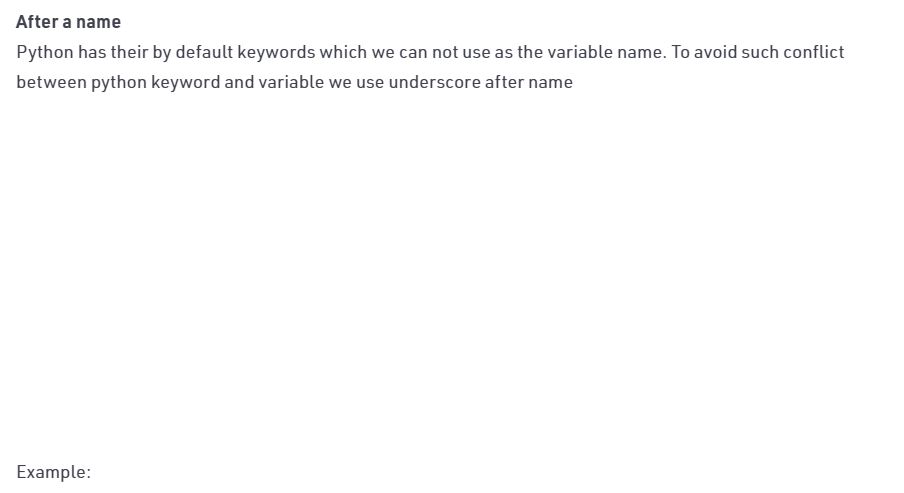 After a name
Python has their by default keywords which we can not use as the variable name. To avoid such conflict
between python keyword and variable we use underscore after name
Example: